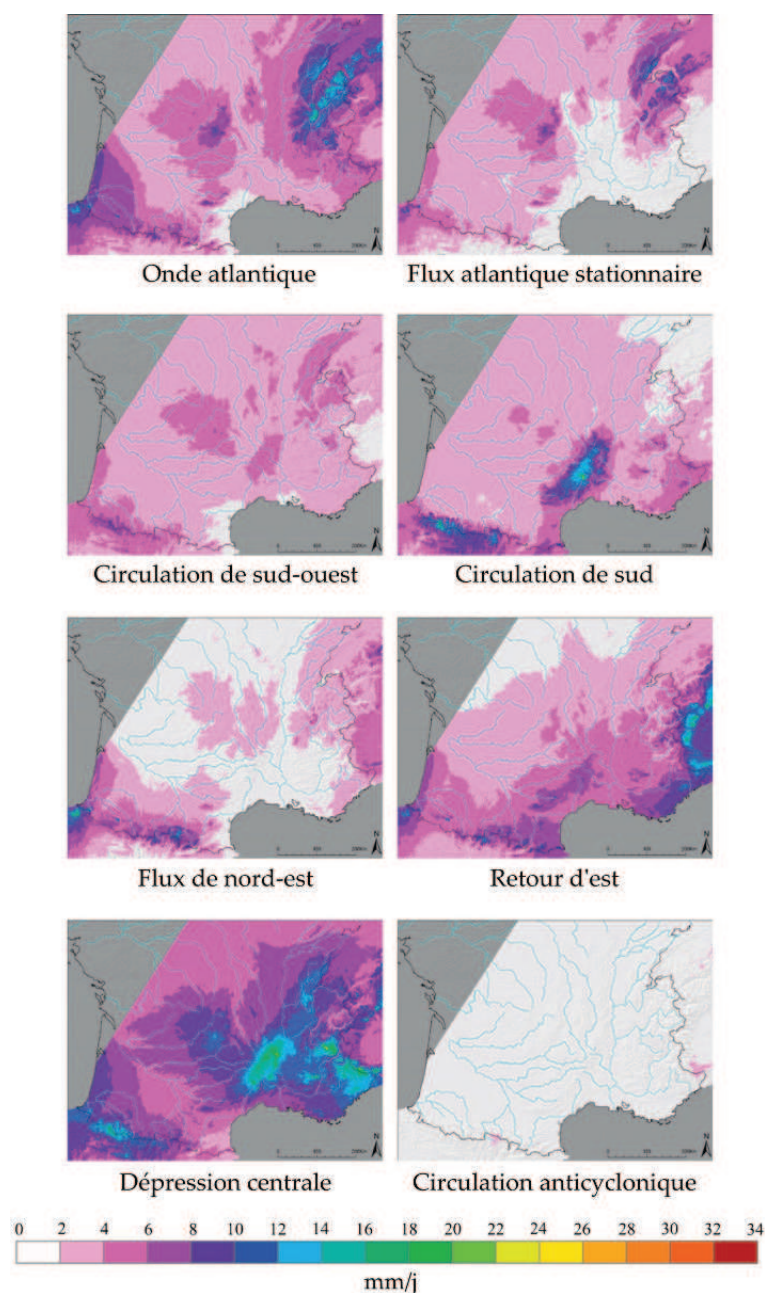 Onde atlantique
Flux atlantique stationnaire
Circulation de sud-ouest
Circulation de sud
Flux de nord-est
Retour d'est
Dépression centrale
Circulation anticyclonique
0 2 4 6 8 10 12 14 16 18 20 22 24 26 28 30 32 34
mm/j